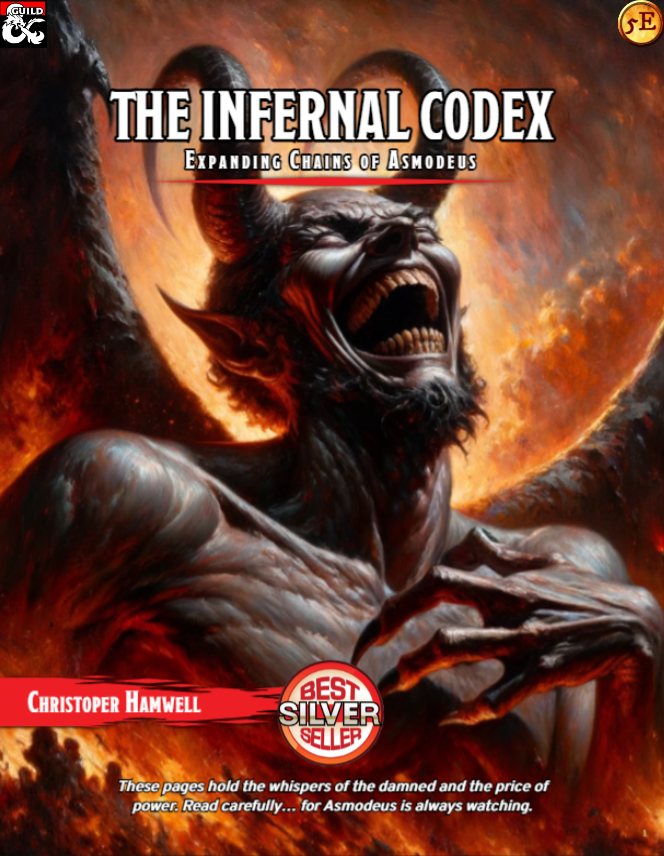 GUILD
5E
THE INFERNAL CODEX
Expanding Chains of Asmodeus
Christoper Hamwell
BEST
SILVER
SELLER
These pages hold the whispers of the damned and the price of
power. Read carefully... for Asmodeus is always watching.